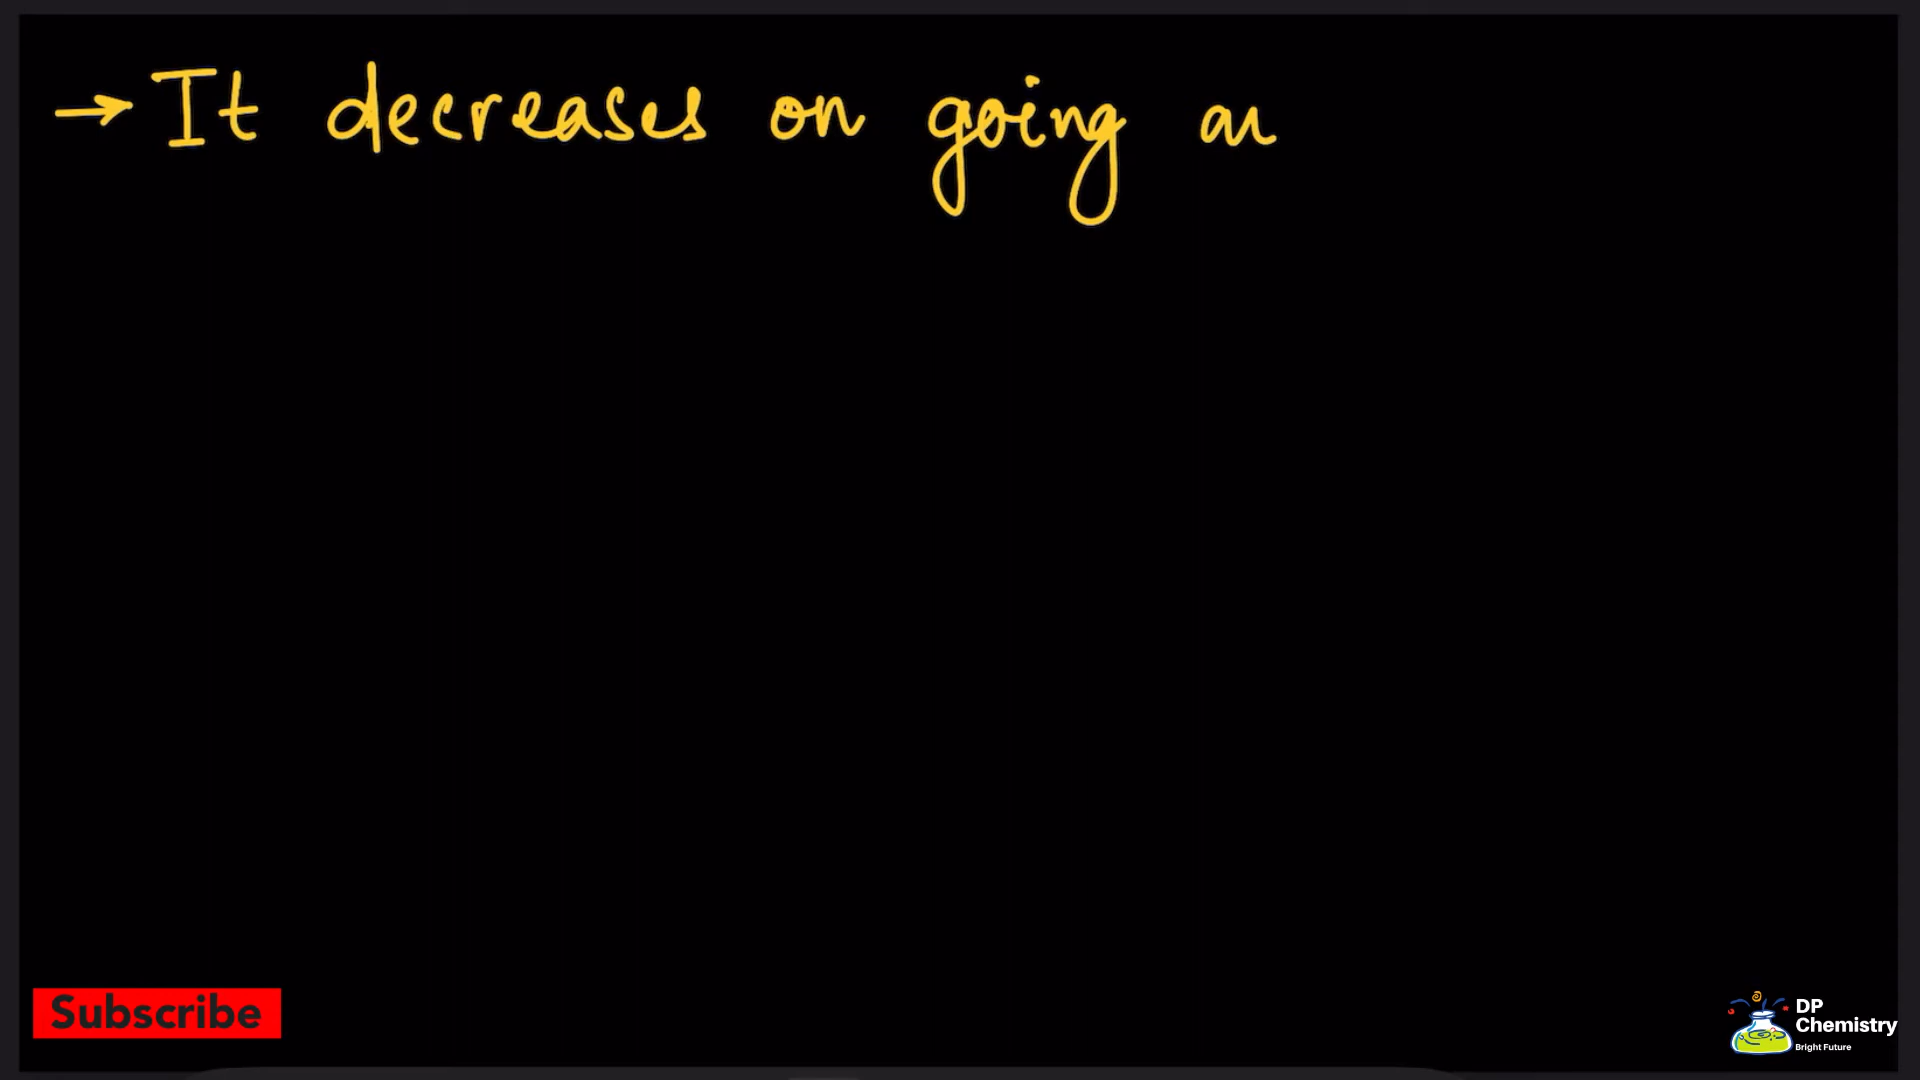 → It decreases on going
Subscribe
DP
Chemistry
Bright Future